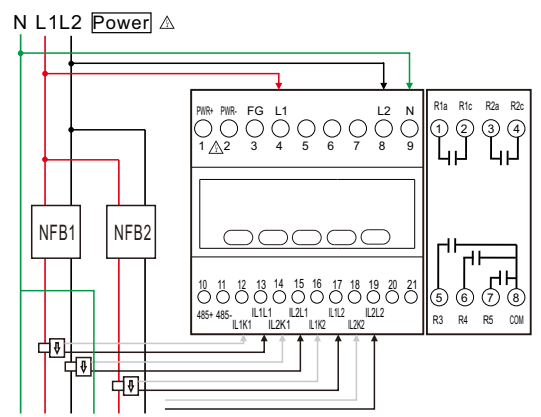 N L1 L2 Power ⚠
PWR+ PWR- FG L1 L2 N
1 ⚠ 2 3 4 5 6 7 8 9
R1a R1c R2a R2c
1 2 3 4
NFB1 NFB2
10 11 12 13 14 15 16 17 18 19 20 21
485+ 485- IL1L1 IL2L1 IL1L2 IL2L2
IL1K1 IL2K1 IL1K2 IL2K2
5 6 7 8
R3 R4 R5 COM